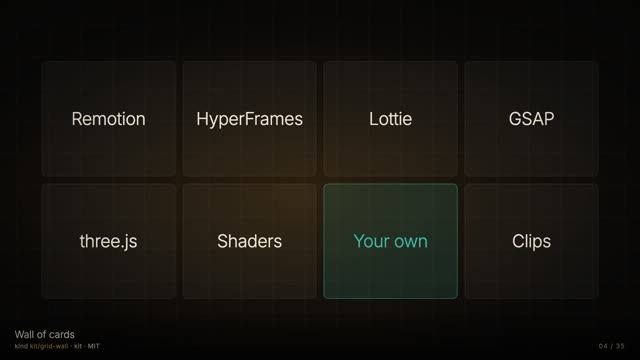 Remotion
HyperFrames
Lottie
GSAP
three.js
Shaders
Your own
Clips
Wall of cards
kind kit/grid-wall · kit · MIT
04 / 35